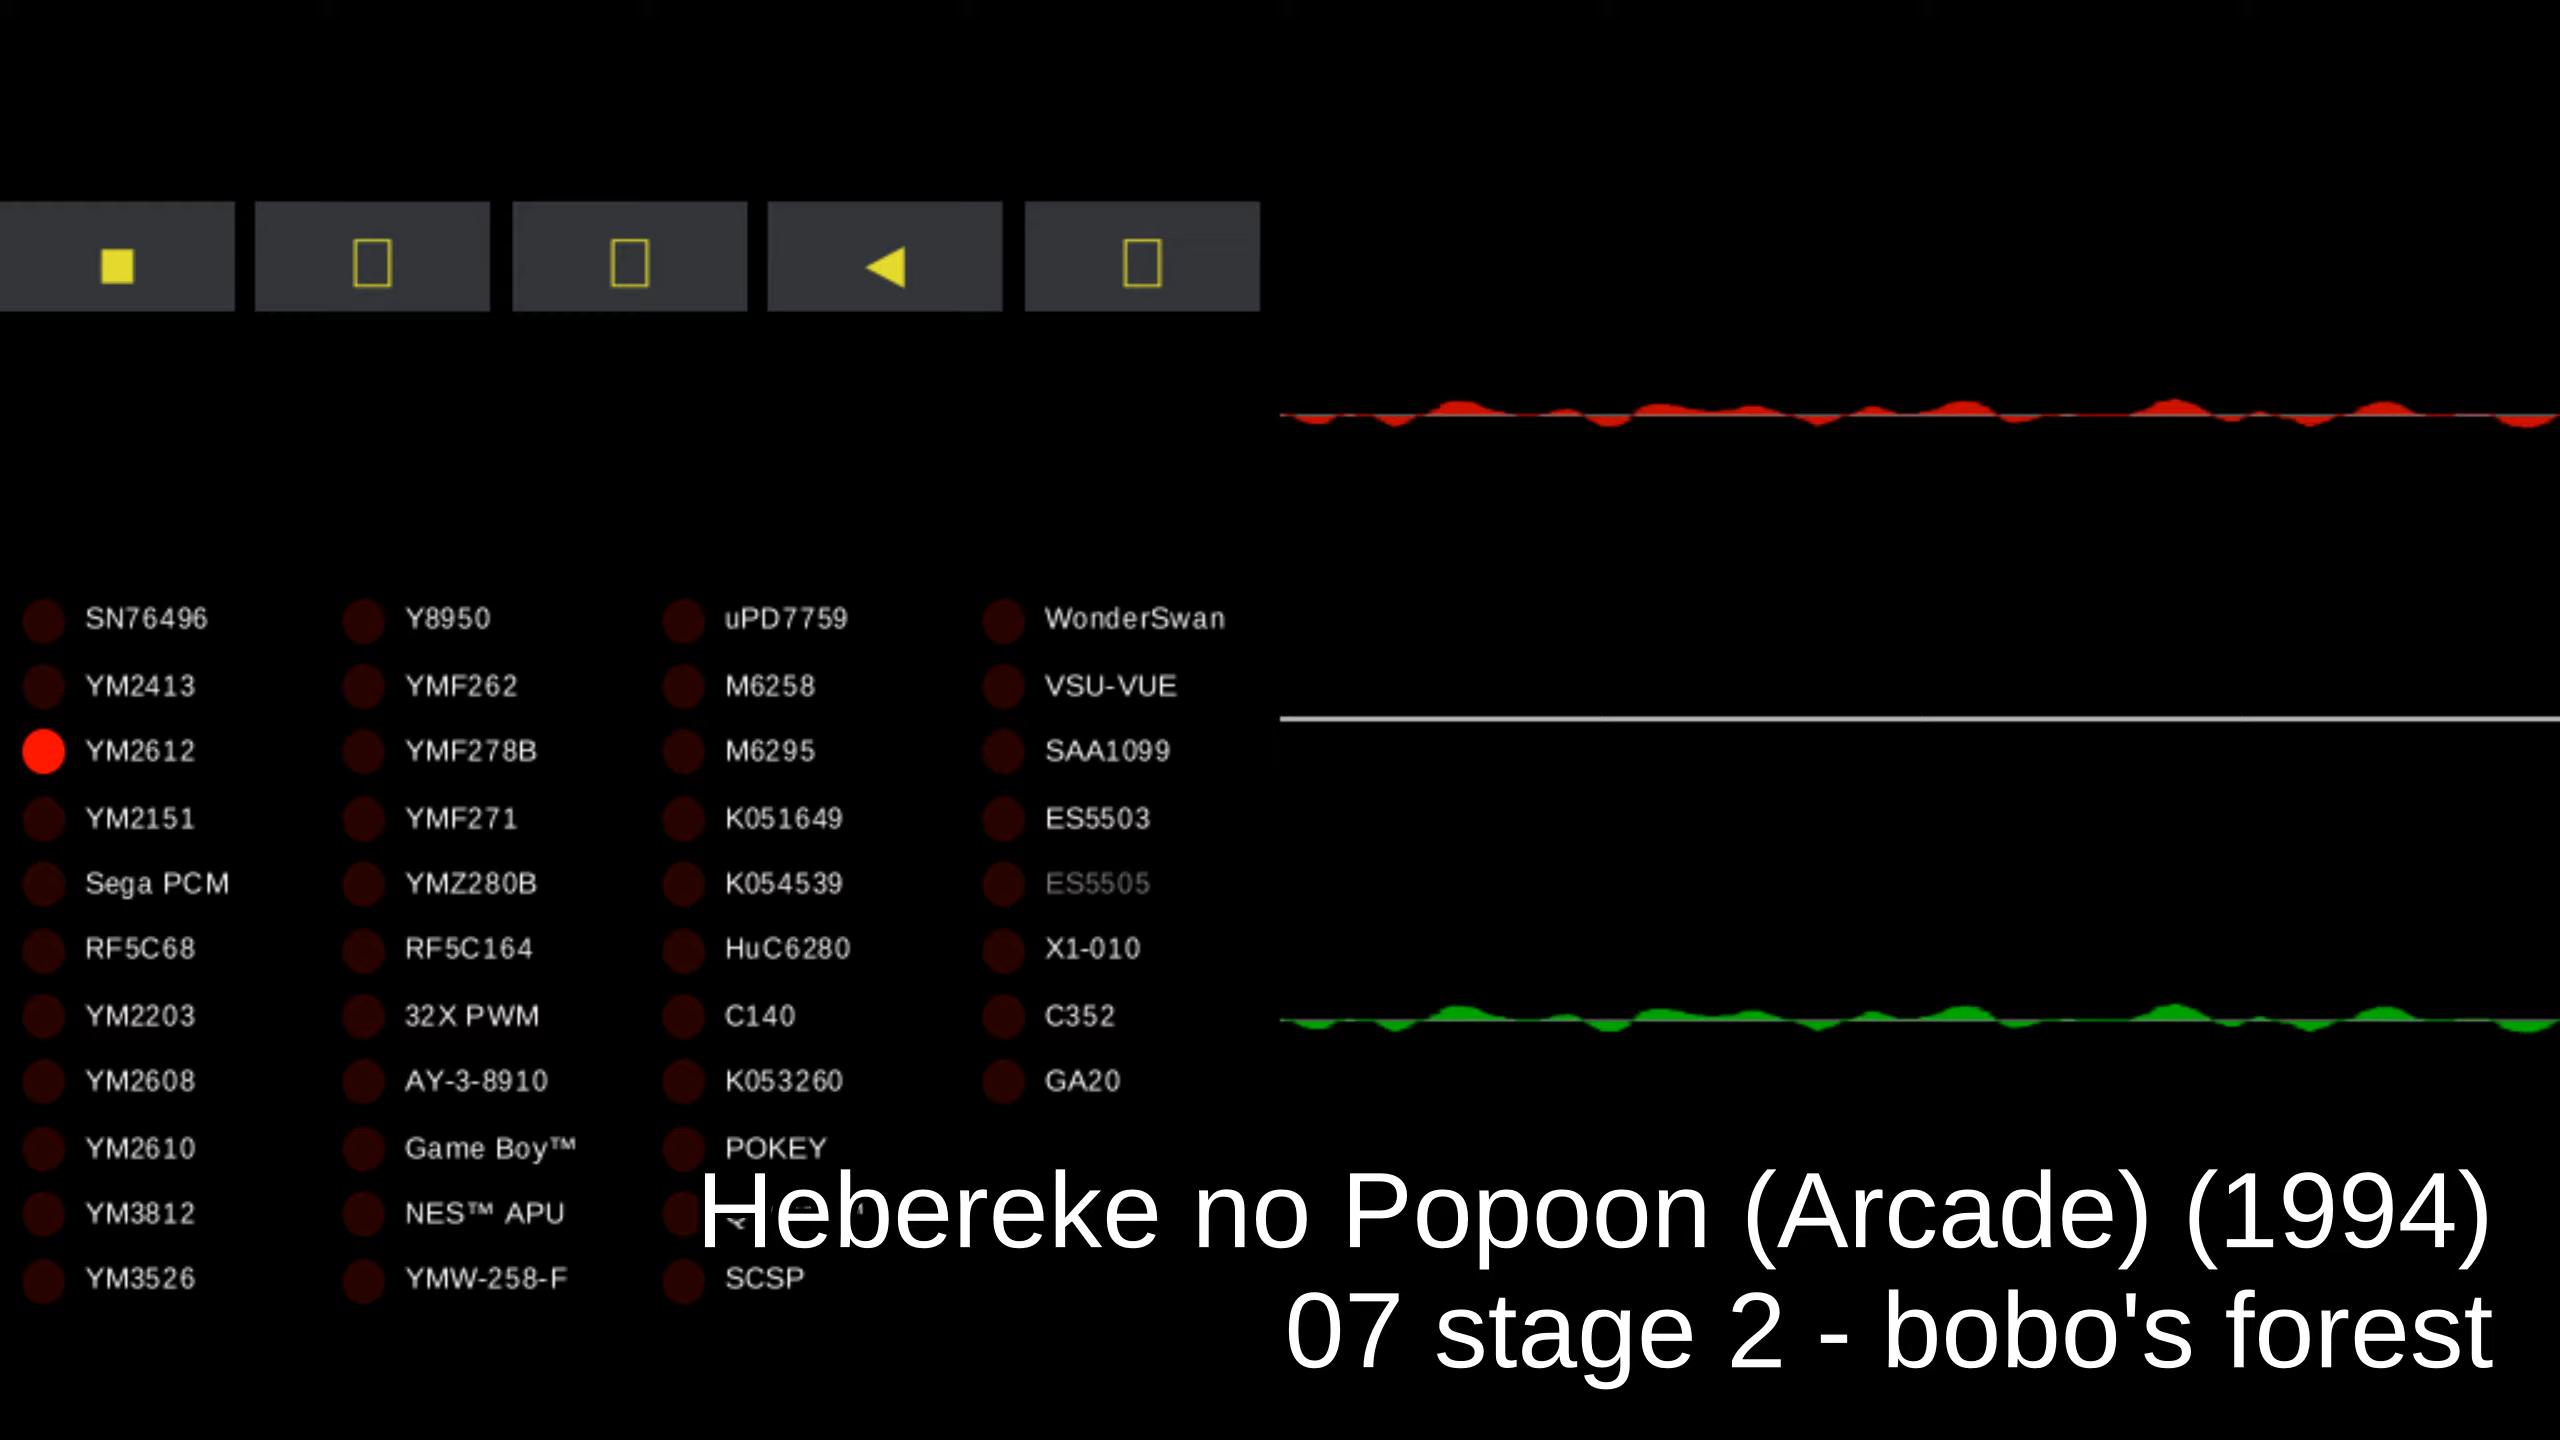 SN76496 Y8950 uPD7759 WonderSwan
YM2413 YMF262 M6258 VSU-VUE
YM2612 YMF278B M6295 SAA1099
YM2151 YMF271 K051649 ES5503
Sega PCM YMZ280B K054539 ES5505
RF5C68 RF5C164 HuC6280 X1-010
YM2203 32X PWM C140 C352
YM2608 AY-3-8910 K053260 GA20
YM2610 Game Boy™ POKEY
YM3812 NES™ APU
YM3526 YMW-258-F SCSP
Hebereke no Popoon (Arcade) (1994)
07 stage 2 - bobo's forest